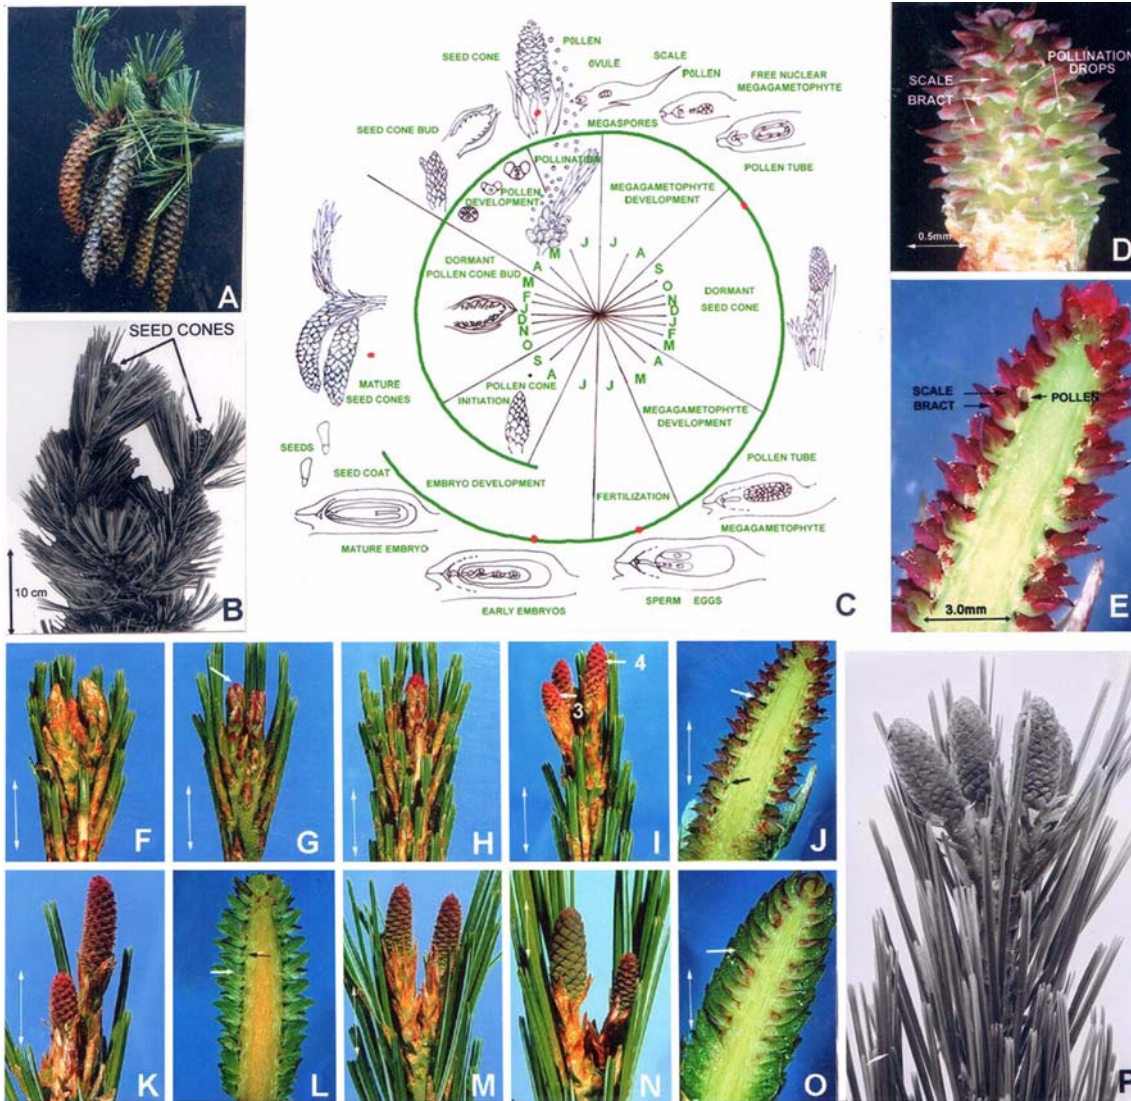 A
SEED CONES
10 cm
B
SEED CONE
POLLEN
OVULE
SCALE
POLLEN
FREE NUCLEAR
MEGAGAMETOPHYTE
SEED CONE BUD
MEGASPORES
POLLEN TUBE
POLLINATION
POLLEN
DEVELOPMENT
MEGAGAMETOPHYTE
DEVELOPMENT
DORMANT
POLLEN CONE BUD
M J J A
A S
M O
F N
J D
D J
N F
O M
S A
A J J M
DORMANT
SEED CONE
MATURE
SEED CONES
POLLEN CONE
INITIATION
MEGAGAMETOPHYTE
DEVELOPMENT
SEEDS
SEED COAT
EMBRYO DEVELOPMENT
FERTILIZATION
POLLEN TUBE
MEGAGAMETOPHYTE
MATURE EMBRYO
EARLY EMBRYOS
SPERM EGGS
C
POLLINATION
DROPS
SCALE
BRACT
0.5mm
D
SCALE
BRACT
POLLEN
3.0mm
E
F
G
H
4
3
I
J
K
L
M
N
O
P